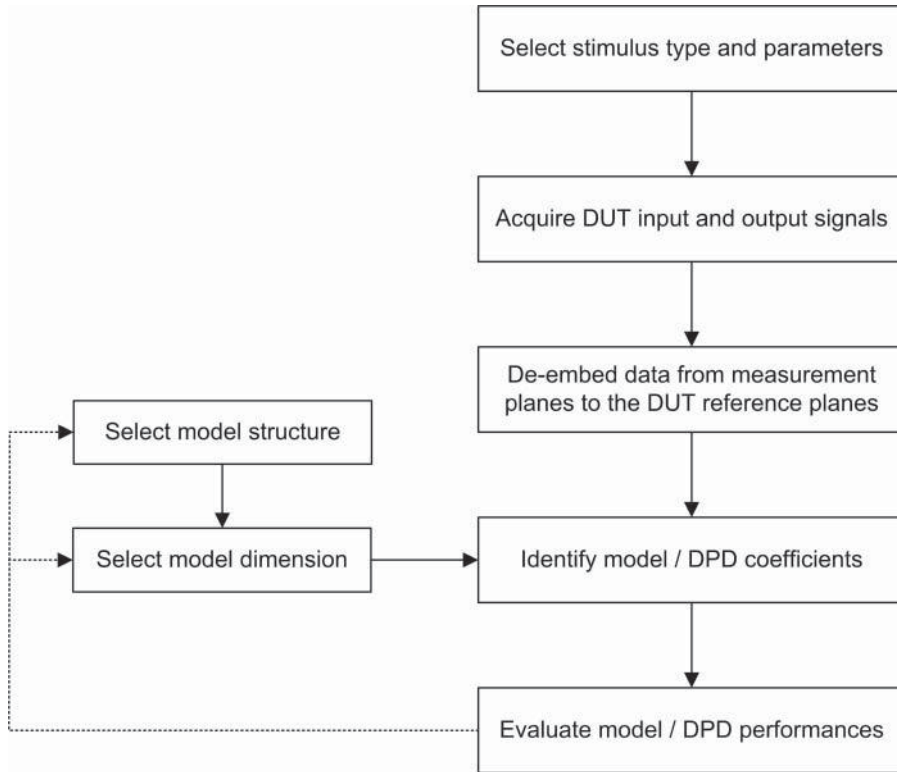 Select stimulus type and parameters
Acquire DUT input and output signals
De-embed data from measurement
planes to the DUT reference planes
Select model structure
Select model dimension
Identify model / DPD coefficients
Evaluate model / DPD performances